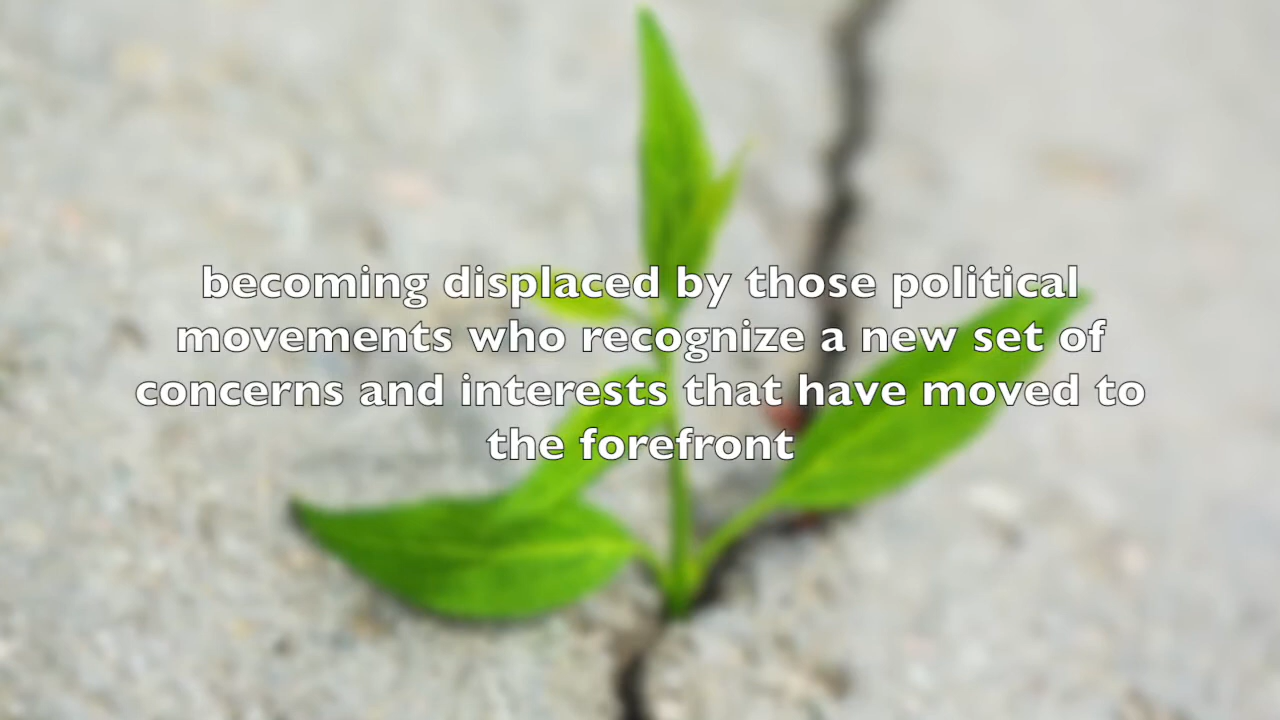 becoming displaced by those political
movements who recognize a new set of
concerns and interests that have moved to
the forefront